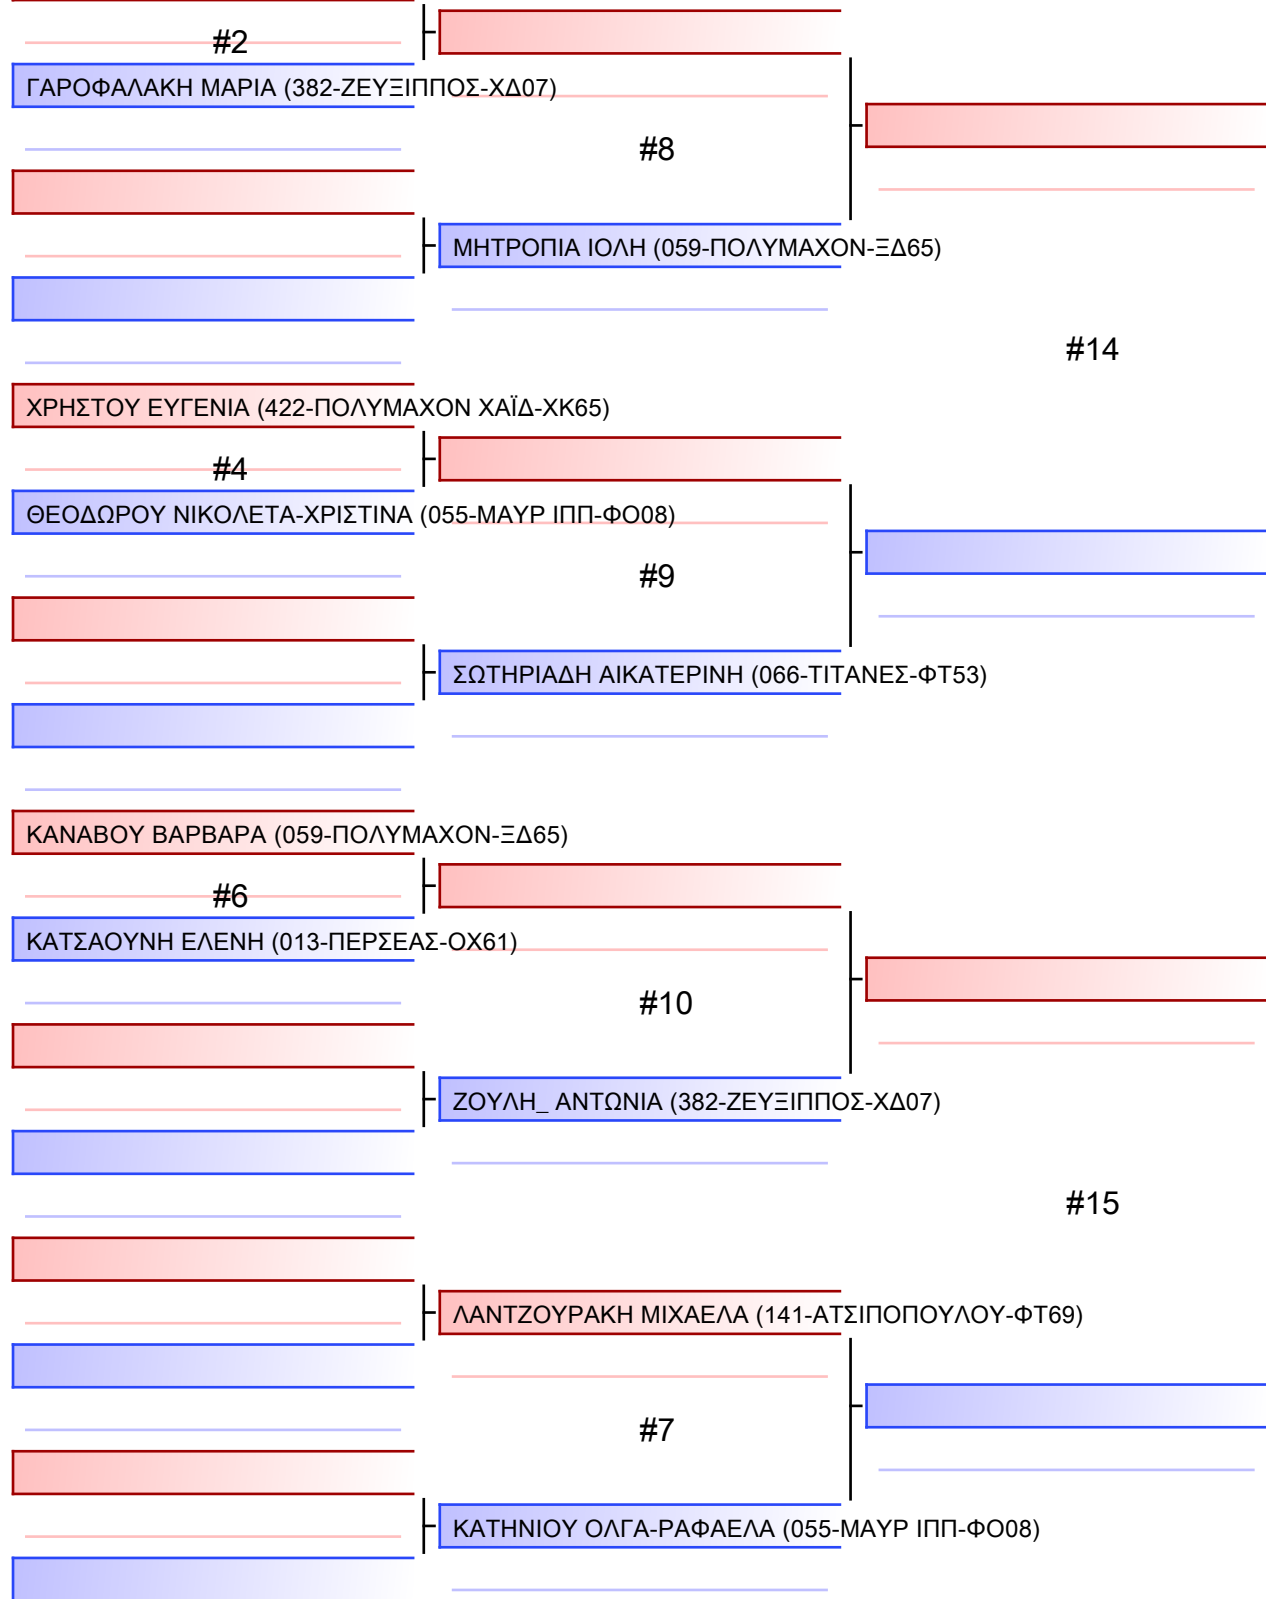 #2
ΓΑΡΟΦΑΛΑΚΗ ΜΑΡΙΑ (382-ΖΕΥΞΙΠΠΟΣ-ΧΔ07)
#8
ΜΗΤΡΟΠΙΑ ΙΟΛΗ (059-ΠΟΛΥΜΑΧΟΝ-ΞΔ65)
#14
ΧΡΗΣΤΟΥ ΕΥΓΕΝΙΑ (422-ΠΟΛΥΜΑΧΟΝ ΧΑΪΔ-ΧΚ65)
#4
ΘΕΟΔΩΡΟΥ ΝΙΚΟΛΕΤΑ-ΧΡΙΣΤΙΝΑ (055-ΜΑΥΡ ΙΠΠ-ΦΟ08)
#9
ΣΩΤΗΡΙΑΔΗ ΑΙΚΑΤΕΡΙΝΗ (066-ΤΙΤΑΝΕΣ-ΦΤ53)
ΚΑΝΑΒΟΥ ΒΑΡΒΑΡΑ (059-ΠΟΛΥΜΑΧΟΝ-ΞΔ65)
#6
ΚΑΤΣΑΟΥΝΗ ΕΛΕΝΗ (013-ΠΕΡΣΕΑΣ-ΟΧ61)
#10
ΖΟΥΛΗ_ ΑΝΤΩΝΙΑ (382-ΖΕΥΞΙΠΠΟΣ-ΧΔ07)
#15
ΛΑΝΤΖΟΥΡΑΚΗ ΜΙΧΑΕΛΑ (141-ΑΤΣΙΠΟΠΟΥΛΟΥ-ΦΤ69)
#7
ΚΑΤΗΝΙΟΥ ΟΛΓΑ-ΡΑΦΑΕΛΑ (055-ΜΑΥΡ ΙΠΠ-ΦΟ08)